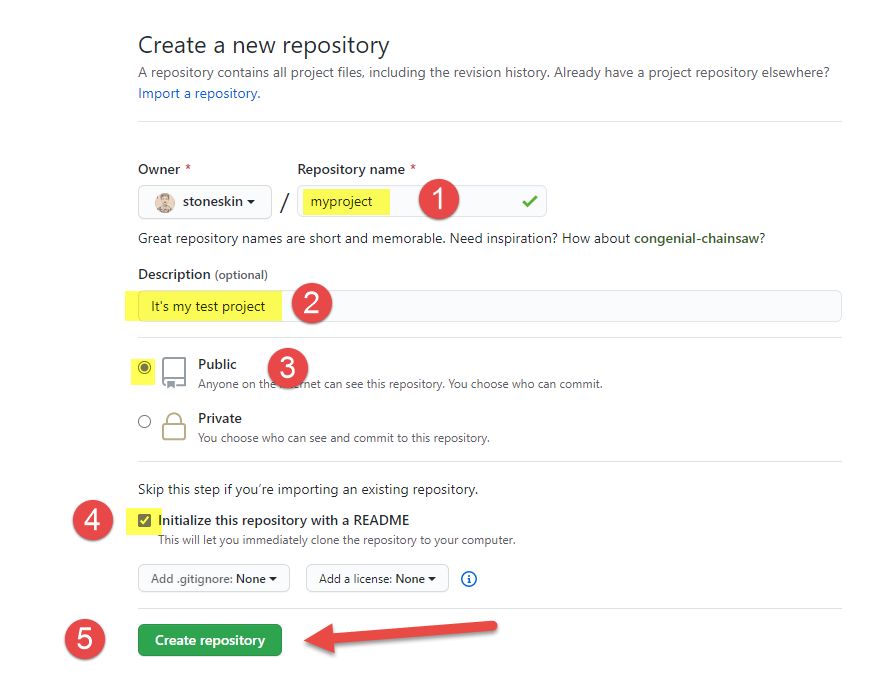 Create a new repository
A repository contains all project files, including the revision history. Already have a project repository elsewhere?
Import a repository.
Owner * Repository name *
stoneskin / myproject 1
Great repository names are short and memorable. Need inspiration? How about congenial-chainsaw?
Description (optional)
It's my test project 2
Public 3
Anyone on the internet can see this repository. You choose who can commit.
Private
You choose who can see and commit to this repository.
Skip this step if you're importing an existing repository.
4 Initialize this repository with a README
This will let you immediately clone the repository to your computer.
Add .gitignore: None Add a license: None
5 Create repository